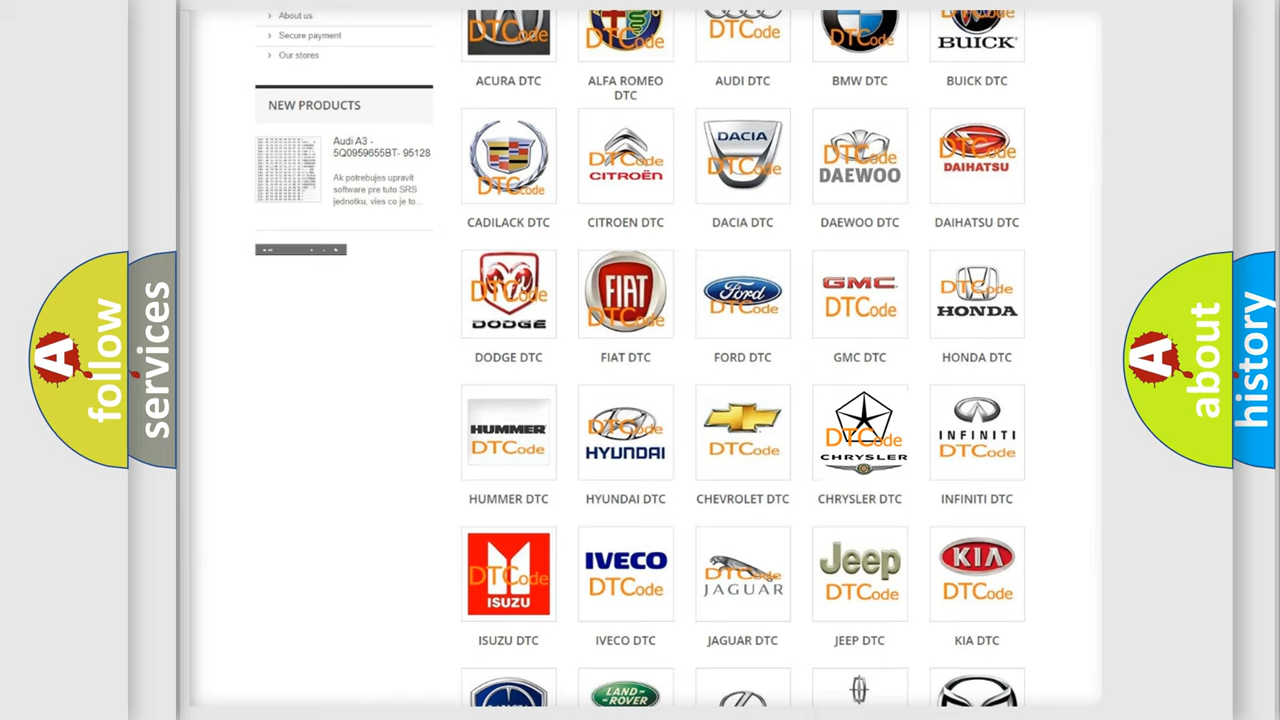 About us
Secure payment
Our stores
NEW PRODUCTS
Audi A3 -
5Q0959655BT- 95128
Ak potrebujes upravit
software pre tuto SRS
jednotku, vies co je to...
DTCode
DTCode
DTCode
DTCode
BUICK
ACURA DTC
ALFA ROMEO
DTC
AUDI DTC
BMW DTC
BUICK DTC
DTCode
DTCode
CITROËN
DACIA
DTCode
DTCode
DAEWOO
DTCode
DAIHATSU
CADILACK DTC
CITROEN DTC
DACIA DTC
DAEWOO DTC
DAIHATSU DTC
DTCode
DODGE
FIAT
DTCode
Ford
DTCode
GMC
DTCode
DTCode
HONDA
DODGE DTC
FIAT DTC
FORD DTC
GMC DTC
HONDA DTC
HUMMER
DTCode
DTCode
HYUNDAI
DTCode
DTCode
CHRYSLER
INFINITI
DTCode
HUMMER DTC
HYUNDAI DTC
CHEVROLET DTC
CHRYSLER DTC
INFINITI DTC
DTCode
ISUZU
IVECO
DTCode
DTCode
JAGUAR
Jeep
DTCode
KIA
DTCode
ISUZU DTC
IVECO DTC
JAGUAR DTC
JEEP DTC
KIA DTC
LAND-
ROVER
A
follow
services
A
about
history